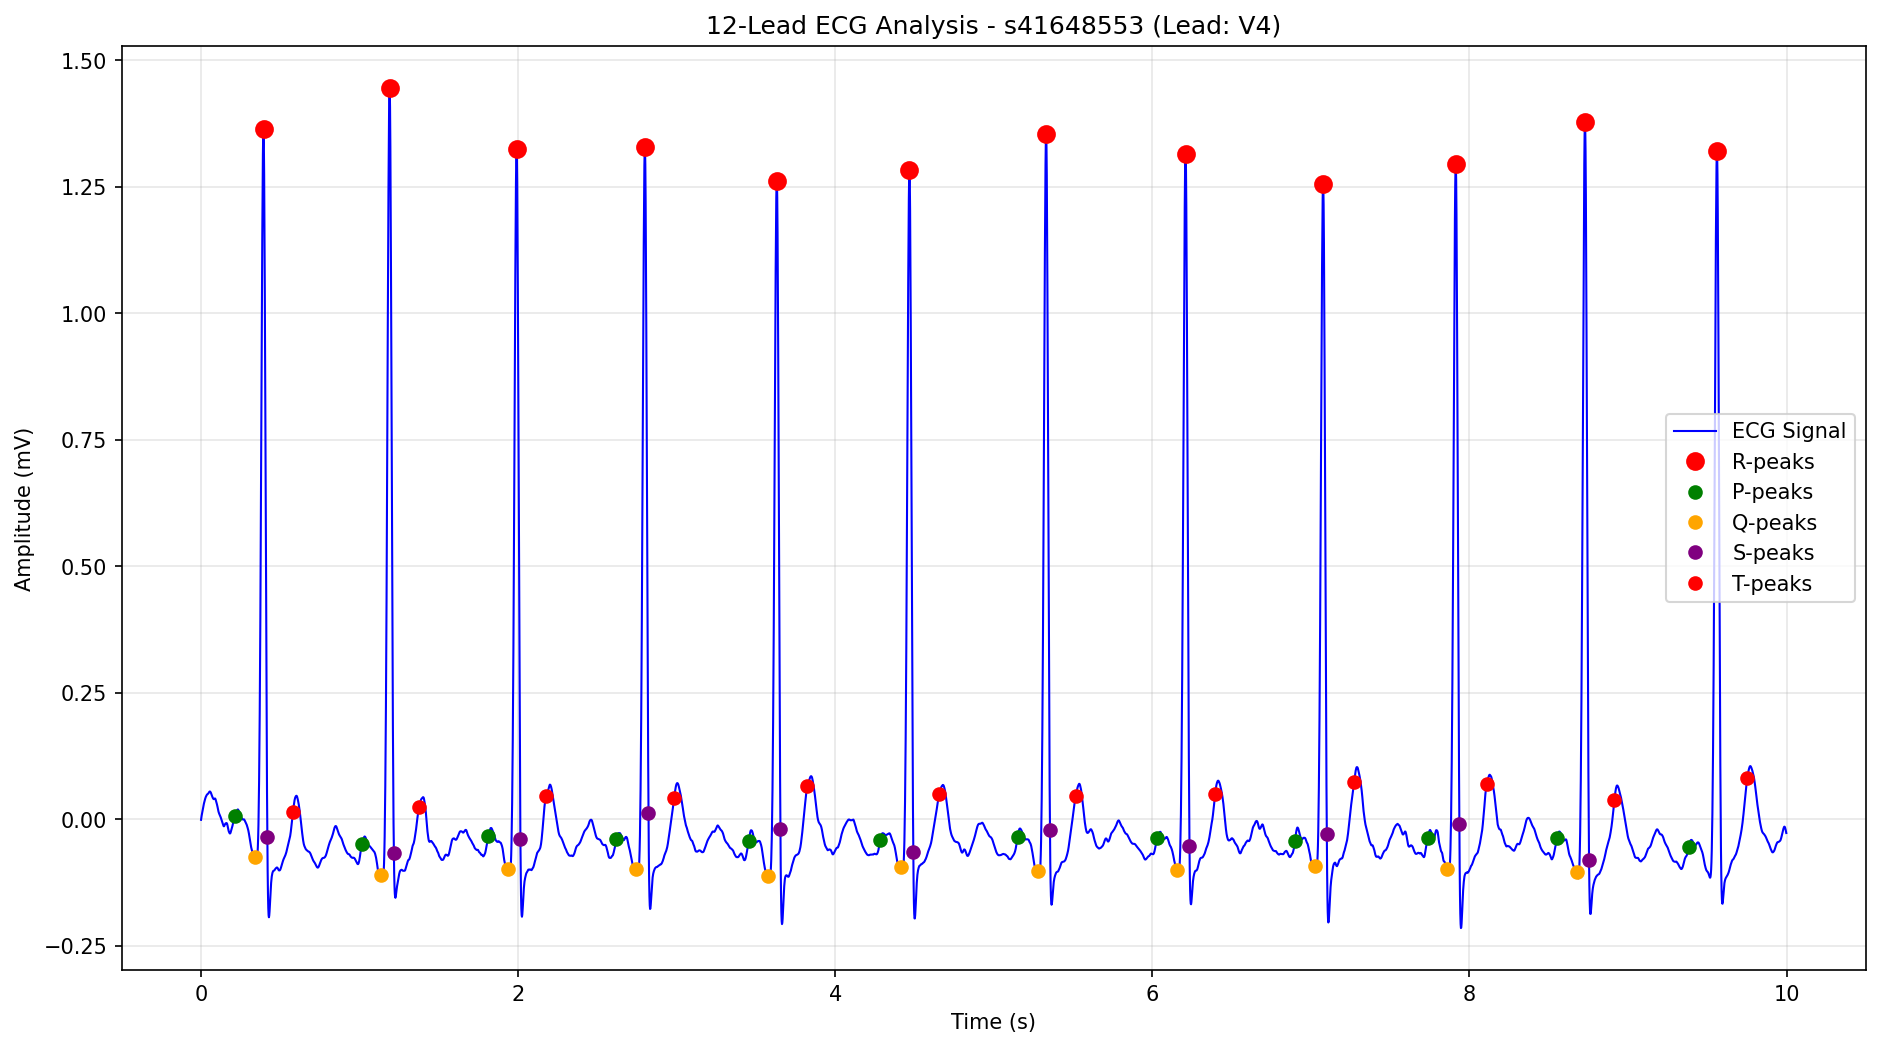 12-Lead ECG Analysis - s41648553 (Lead: V4)
1.50
1.25
1.00
0.75
0.50
0.25
0.00
−0.25
Amplitude (mV)
ECG Signal
R-peaks
P-peaks
Q-peaks
S-peaks
T-peaks
0 2 4 6 8 10
Time (s)